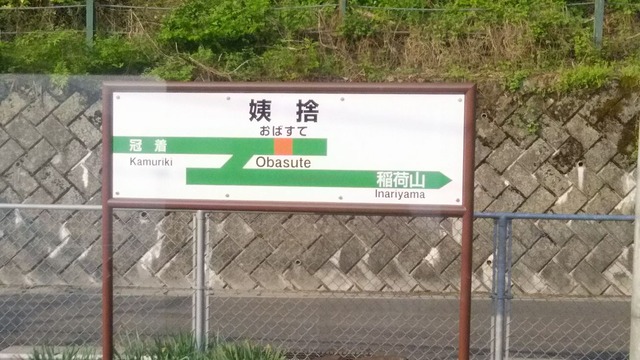 姨捨
おばすて
冠着
Kamuriki
Obasute
稲荷山
Inariyama